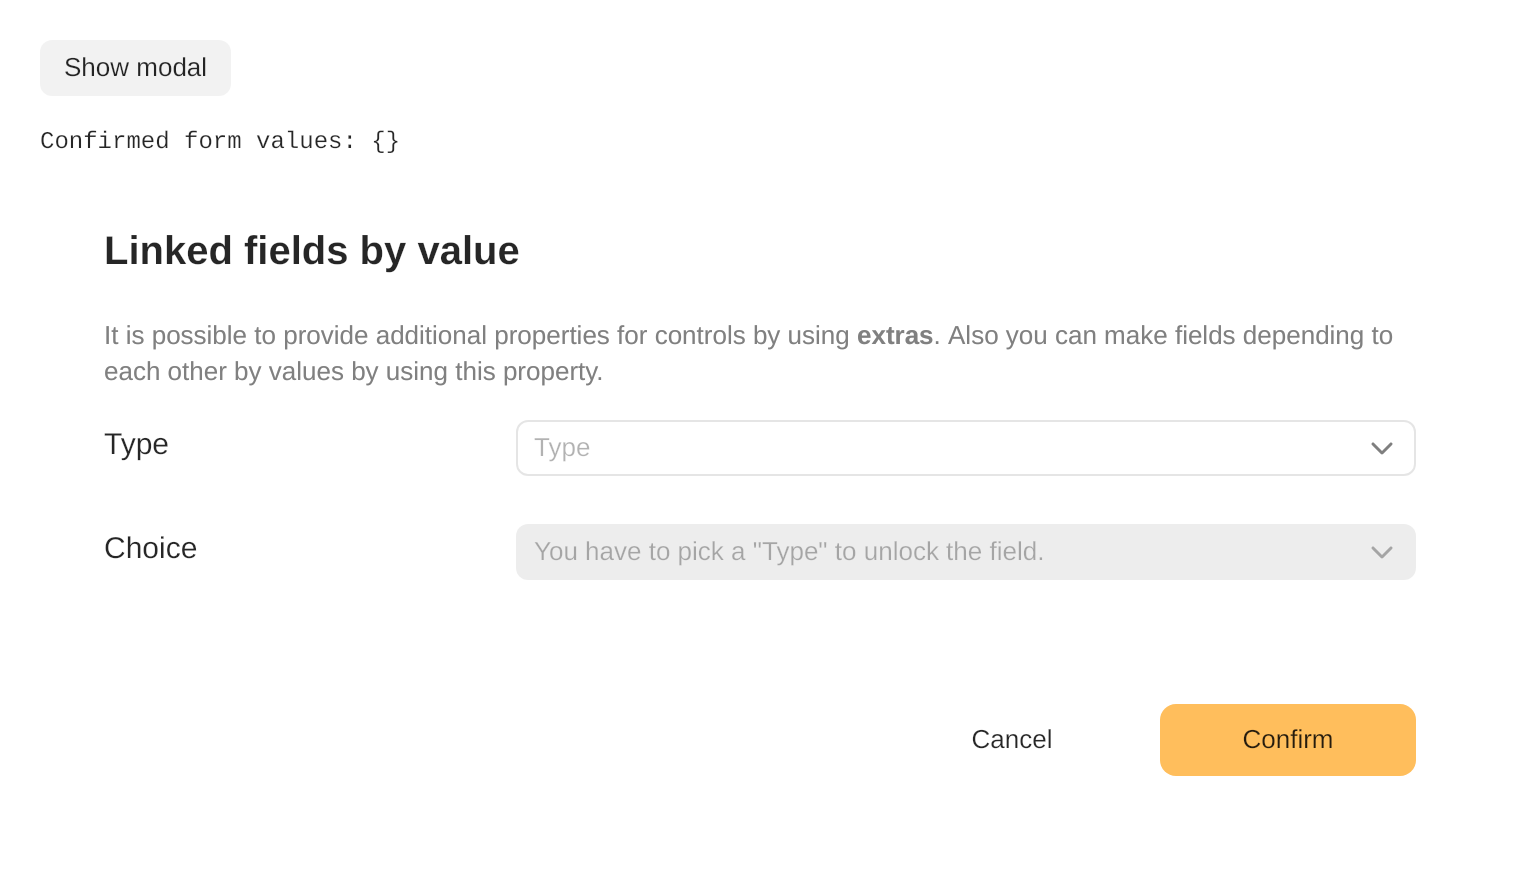 Show modal
Confirmed form values: {}
Linked fields by value
It is possible to provide additional properties for controls by using extras. Also you can make fields depending to
each other by values by using this property.
Type
Type
Choice
You have to pick a "Type" to unlock the field.
Cancel
Confirm